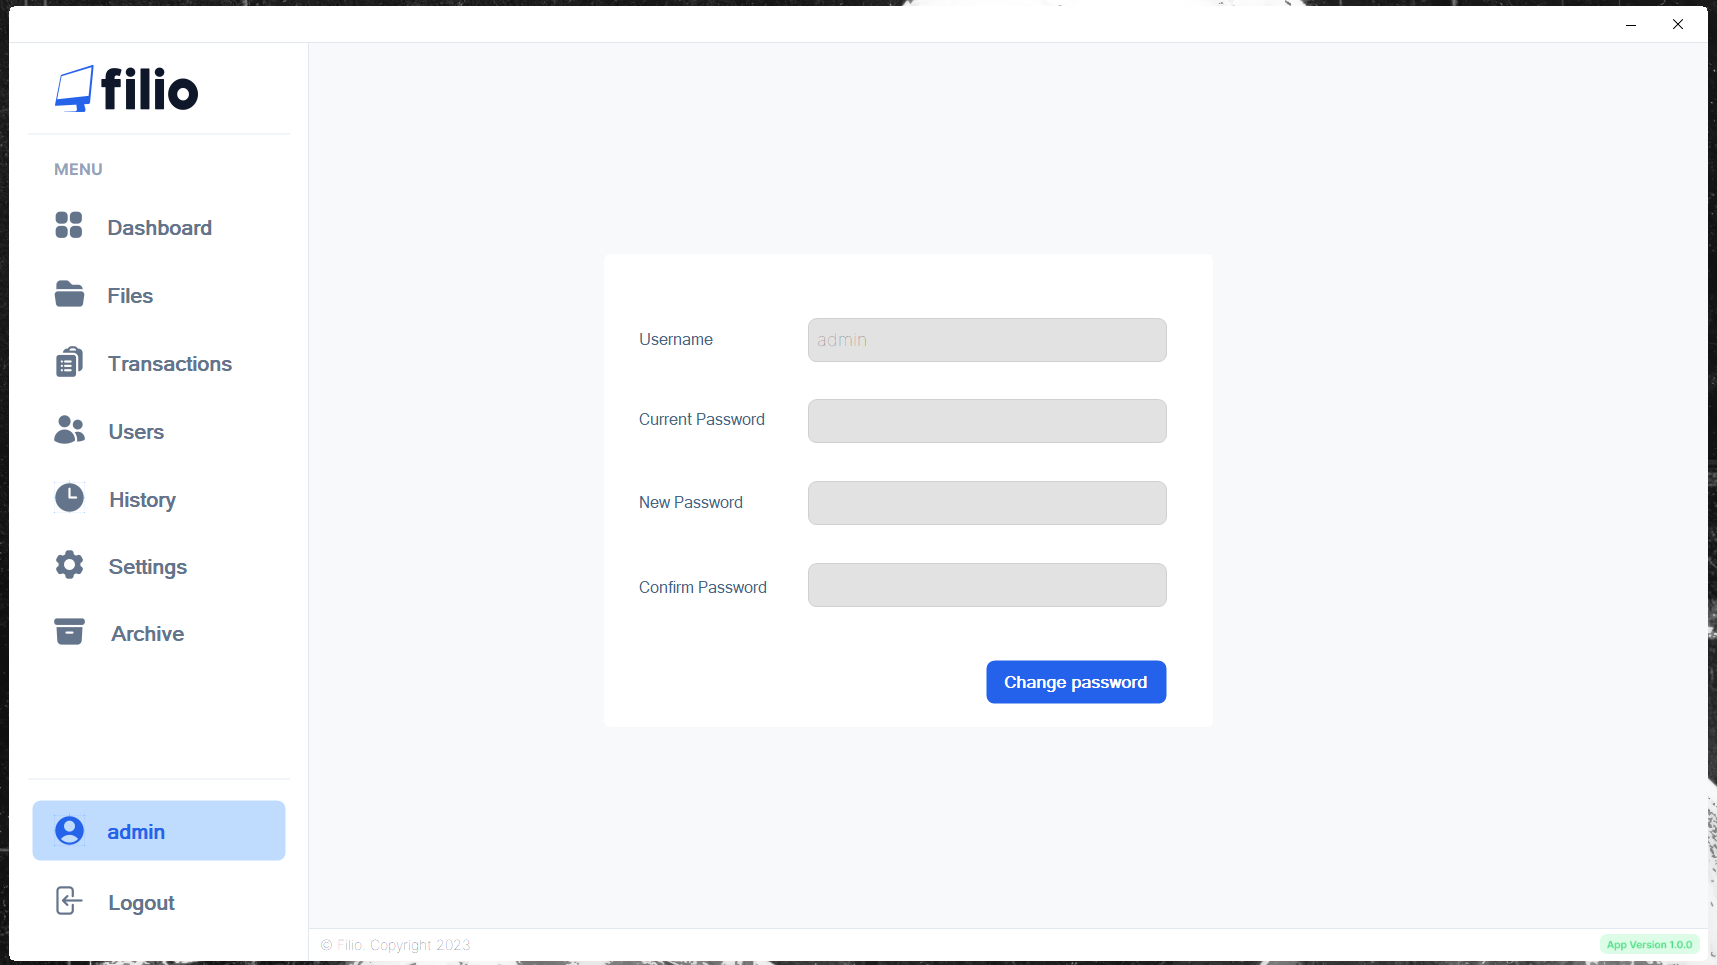 filio
MENU
Dashboard
Files
Transactions
Users
History
Settings
Archive
admin
Logout
Username
admin
Current Password
New Password
Confirm Password
Change password
© Filio. Copyright 2023
App Version 1.0.0